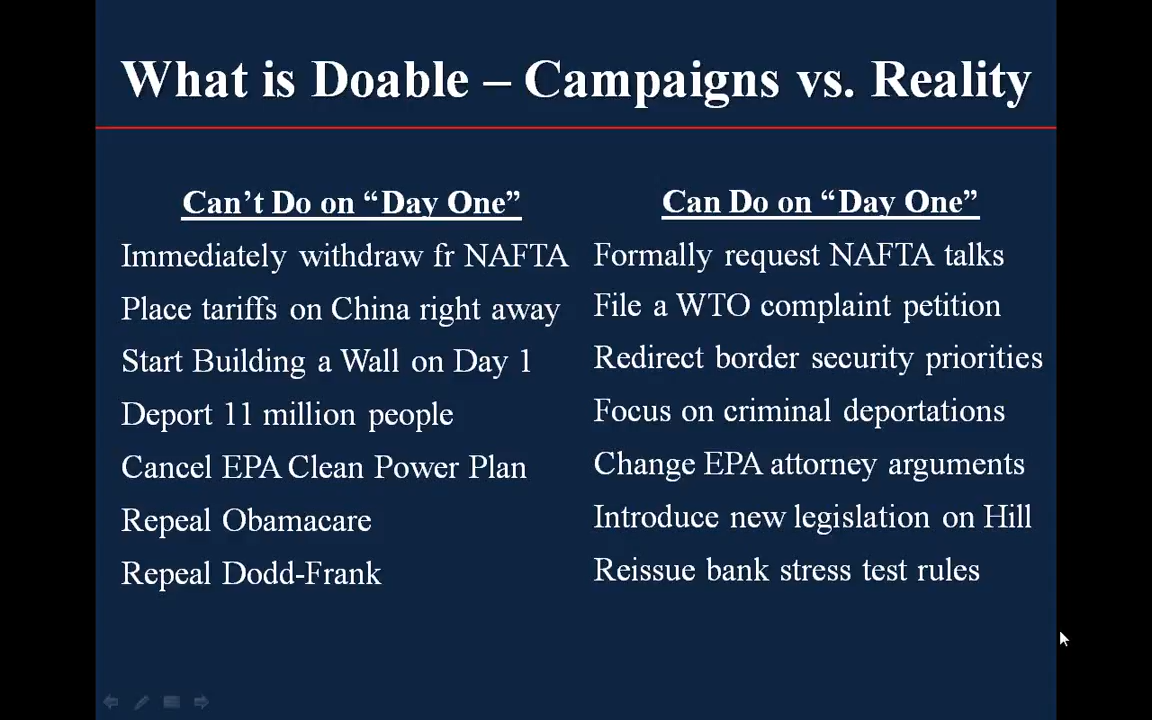 What is Doable – Campaigns vs. Reality
Can’t Do on “Day One”
Immediately withdraw fr NAFTA
Place tariffs on China right away
Start Building a Wall on Day 1
Deport 11 million people
Cancel EPA Clean Power Plan
Repeal Obamacare
Repeal Dodd-Frank
Can Do on “Day One”
Formally request NAFTA talks
File a WTO complaint petition
Redirect border security priorities
Focus on criminal deportations
Change EPA attorney arguments
Introduce new legislation on Hill
Reissue bank stress test rules